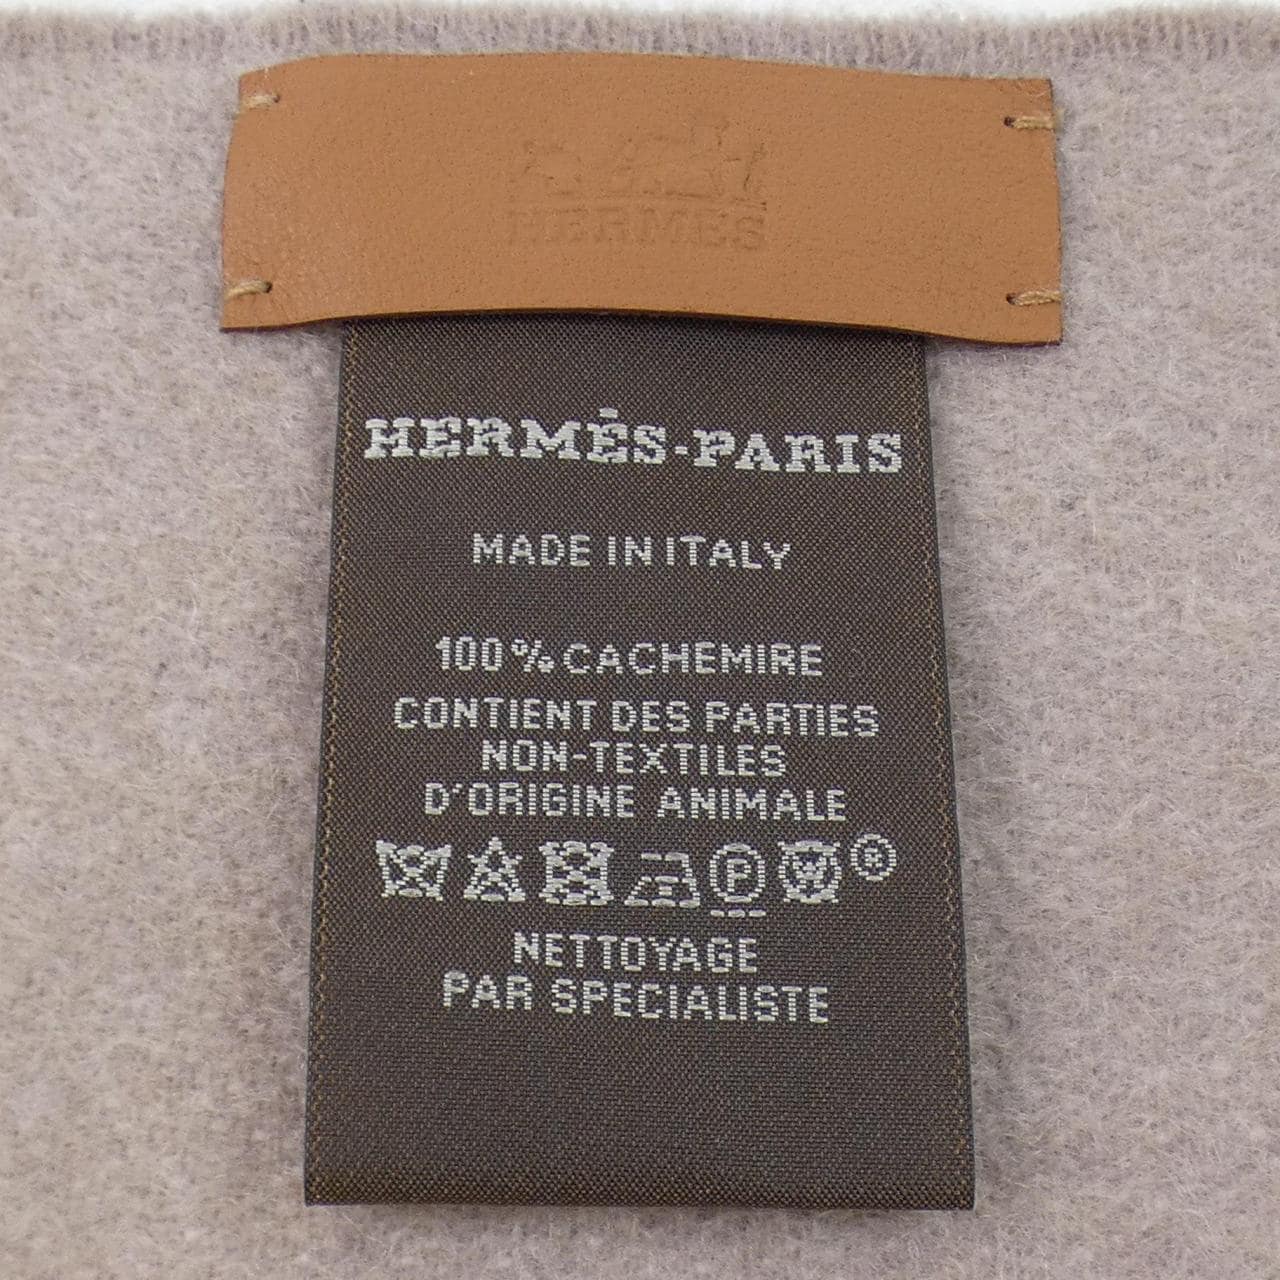 HERMES
HERMÈS-PARIS
MADE IN ITALY
100% CACHEMIRE
CONTIENT DES PARTIES
NON-TEXTILES
D'ORIGINE ANIMALE
P ®
NETTOYAGE
PAR SPECIALISTE